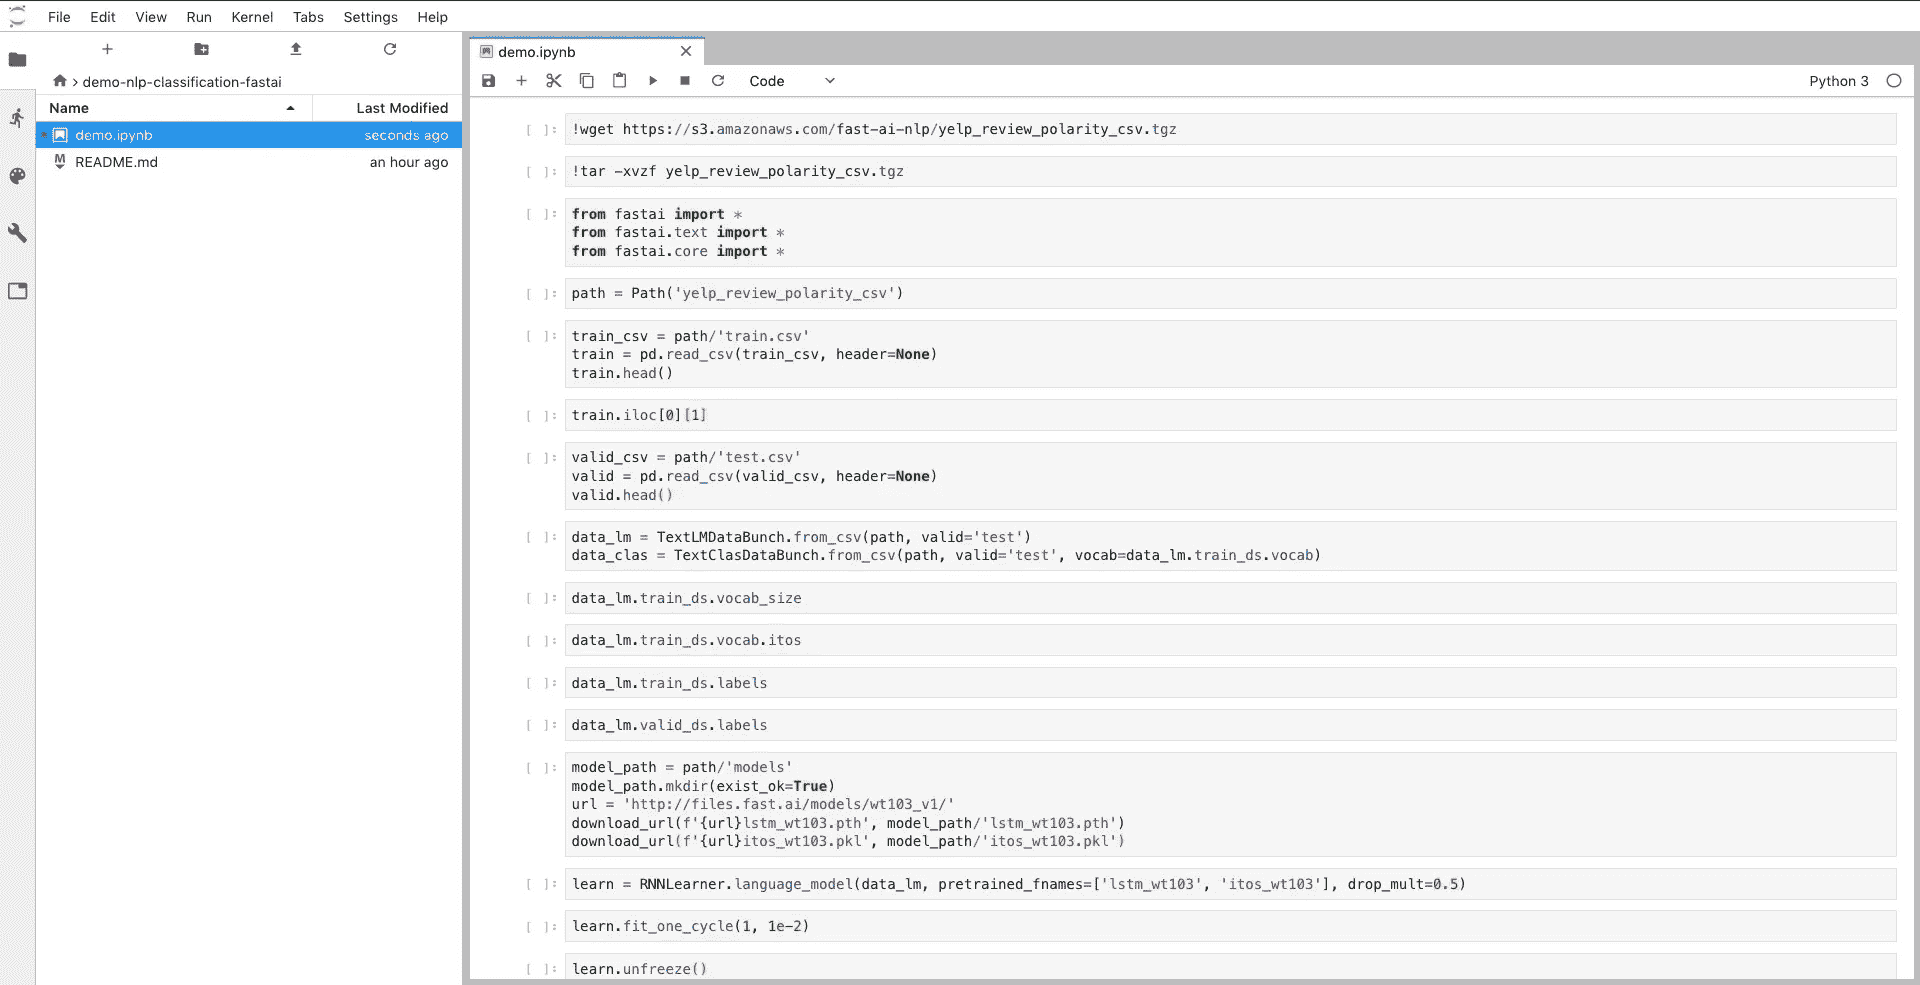 File Edit View Run Kernel Tabs Settings Help
demo-nlp-classification-fastai
Name Last Modified
demo.ipynb seconds ago
README.md an hour ago
demo.ipynb
Code Python 3
[ ]: !wget https://s3.amazonaws.com/fast-ai-nlp/yelp_review_polarity_csv.tgz
[ ]: !tar -xvzf yelp_review_polarity_csv.tgz
[ ]: from fastai import *
from fastai.text import *
from fastai.core import *
[ ]: path = Path('yelp_review_polarity_csv')
[ ]: train_csv = path/'train.csv'
train = pd.read_csv(train_csv, header=None)
train.head()
[ ]: train.iloc[0][1]
[ ]: valid_csv = path/'test.csv'
valid = pd.read_csv(valid_csv, header=None)
valid.head()
[ ]: data_lm = TextLMDataBunch.from_csv(path, valid='test')
data_clas = TextClasDataBunch.from_csv(path, valid='test', vocab=data_lm.train_ds.vocab)
[ ]: data_lm.train_ds.vocab_size
[ ]: data_lm.train_ds.vocab.itos
[ ]: data_lm.train_ds.labels
[ ]: data_lm.valid_ds.labels
[ ]: model_path = path/'models'
model_path.mkdir(exist_ok=True)
url = 'http://files.fast.ai/models/wt103_v1/'
download_url(f'{url}lstm_wt103.pth', model_path/'lstm_wt103.pth')
download_url(f'{url}itos_wt103.pkl', model_path/'itos_wt103.pkl')
[ ]: learn = RNNLearner.language_model(data_lm, pretrained_fnames=['lstm_wt103', 'itos_wt103'], drop_mult=0.5)
[ ]: learn.fit_one_cycle(1, 1e-2)
[ ]: learn.unfreeze()